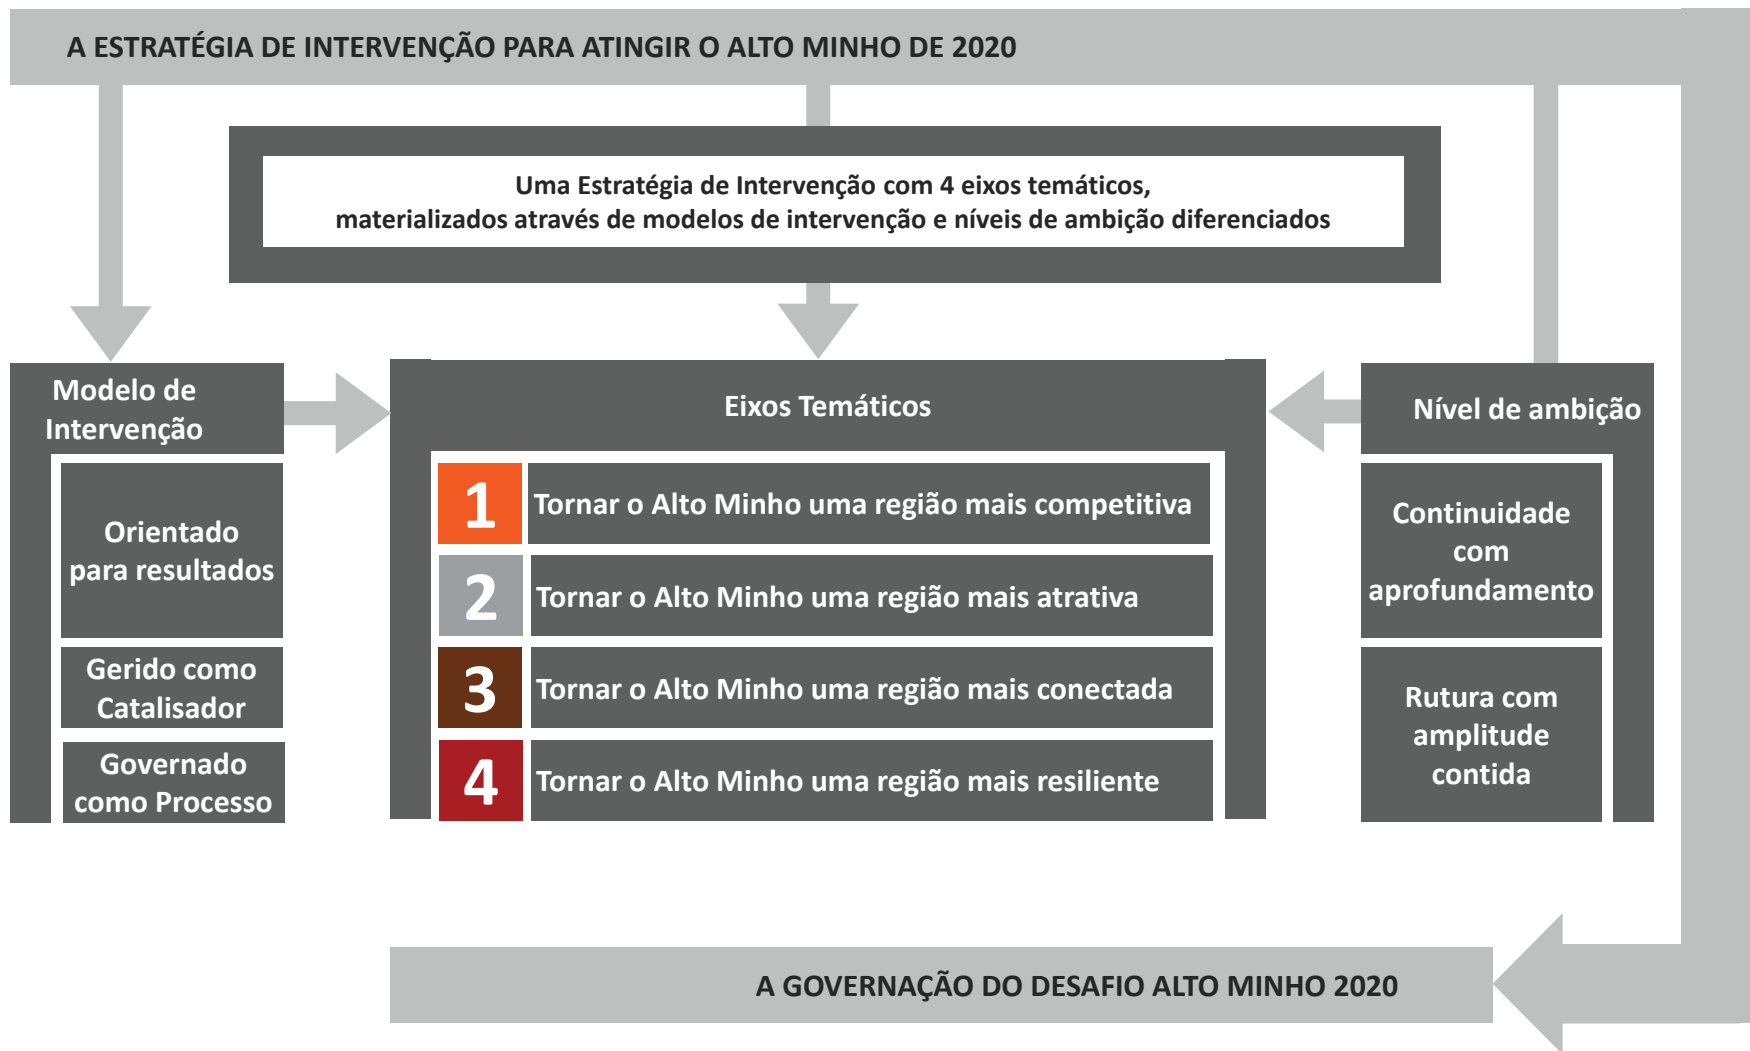 A ESTRATÉGIA DE INTERVENÇÃO PARA ATINGIR O ALTO MINHO DE 2020
Uma Estratégia de Intervenção com 4 eixos temáticos,
materializados através de modelos de intervenção e níveis de ambição diferenciados
Modelo de
Intervenção
Orientado
para resultados
Gerido como
Catalisador
Governado
como Processo
Eixos Temáticos
1 Tornar o Alto Minho uma região mais competitiva
2 Tornar o Alto Minho uma região mais atrativa
3 Tornar o Alto Minho uma região mais conectada
4 Tornar o Alto Minho uma região mais resiliente
Nível de ambição
Continuidade
com
aprofundamento
Rutura com
amplitude
contida
A GOVERNAÇÃO DO DESAFIO ALTO MINHO 2020